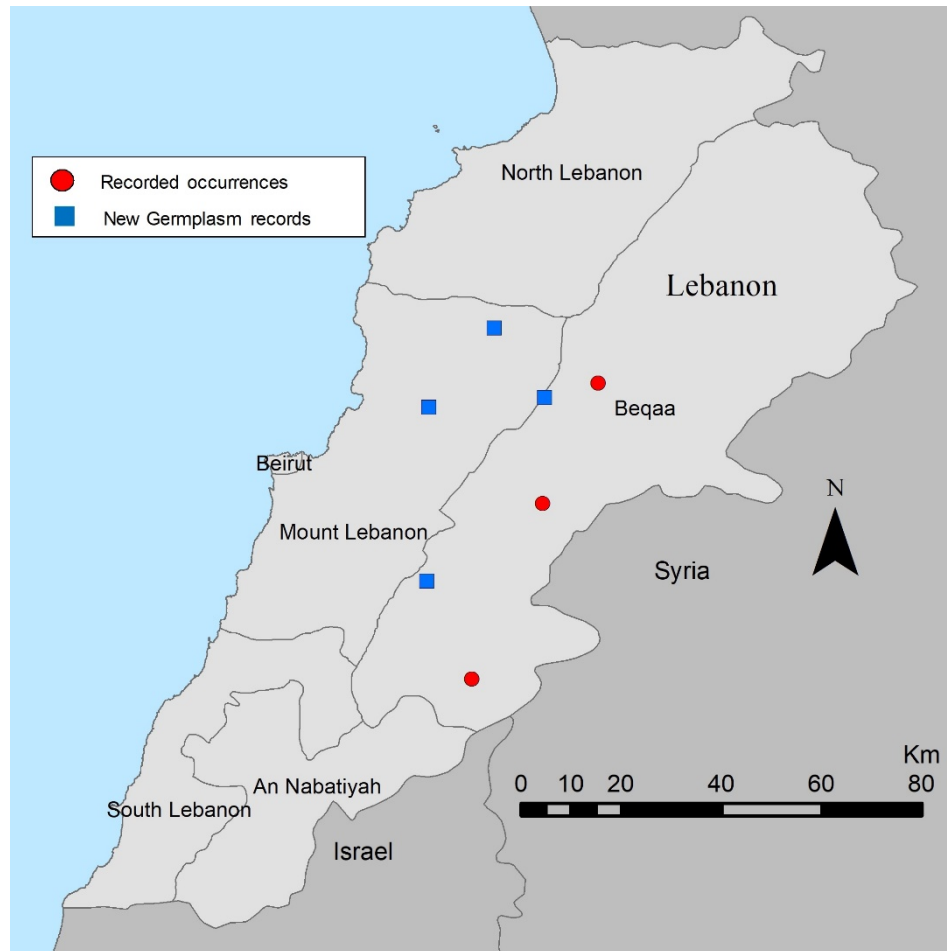 North Lebanon
Recorded occurrences
New Germplasm records
Lebanon
Beqaa
Beirut
N
Mount Lebanon
Syria
Km
0 10 20 40 60 80
An Nabatiyah
South Lebanon
Israel